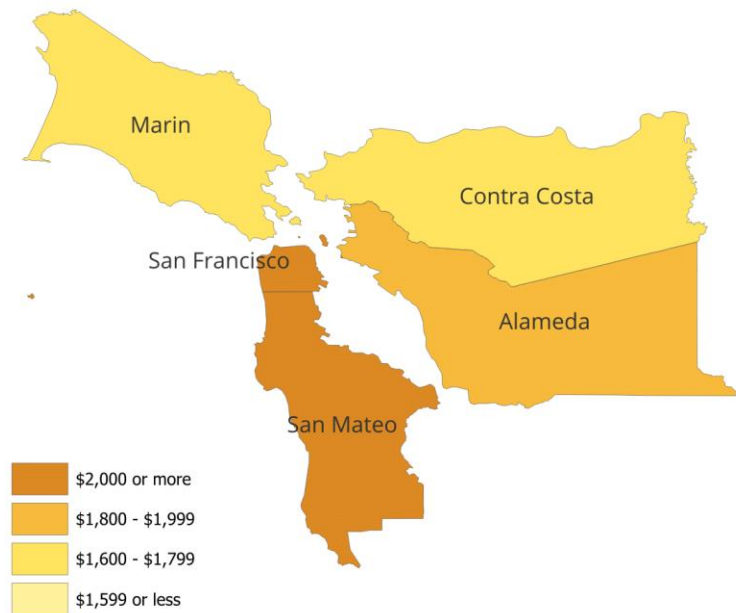 Marin
Contra Costa
San Francisco
Alameda
San Mateo
$2,000 or more
$1,800 - $1,999
$1,600 - $1,799
$1,599 or less